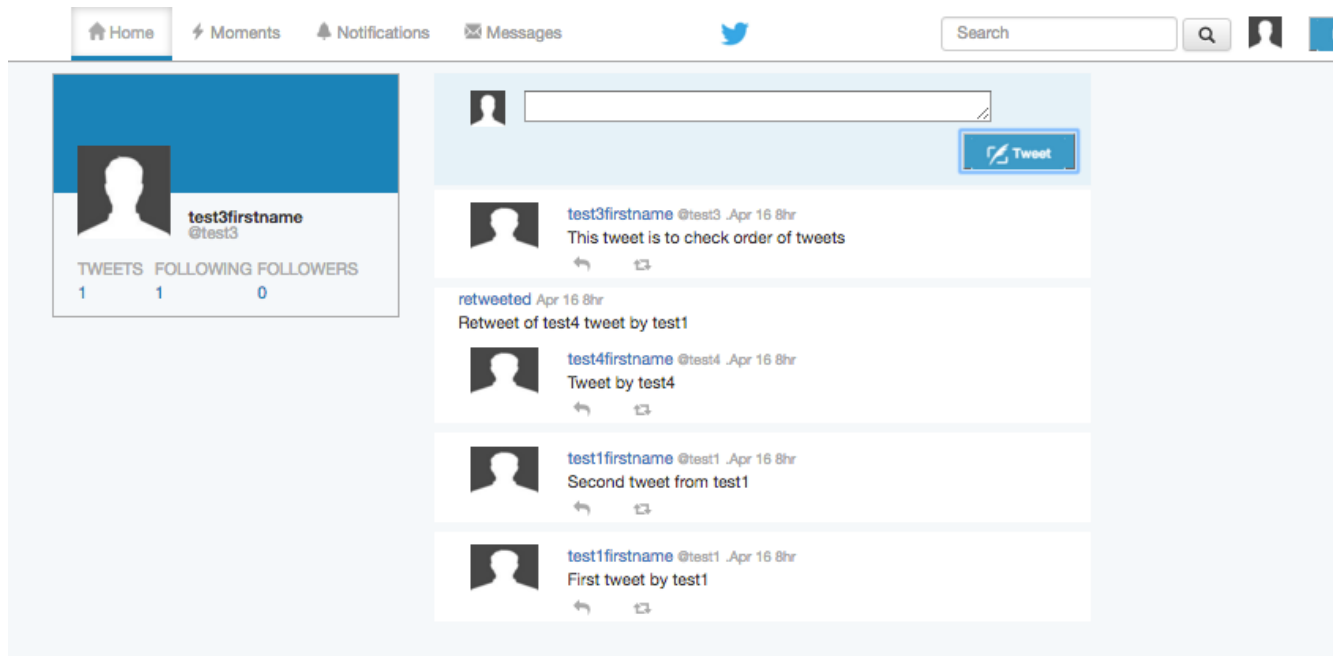 Home Moments Notifications Messages Search
test3firstname
@test3
TWEETS FOLLOWING FOLLOWERS
1 1 0
Tweet
test3firstname @test3 .Apr 16 8hr
This tweet is to check order of tweets
retweeted Apr 16 8hr
Retweet of test4 tweet by test1
test4firstname @test4 .Apr 16 8hr
Tweet by test4
test1firstname @test1 .Apr 16 8hr
Second tweet from test1
test1firstname @test1 .Apr 16 8hr
First tweet by test1